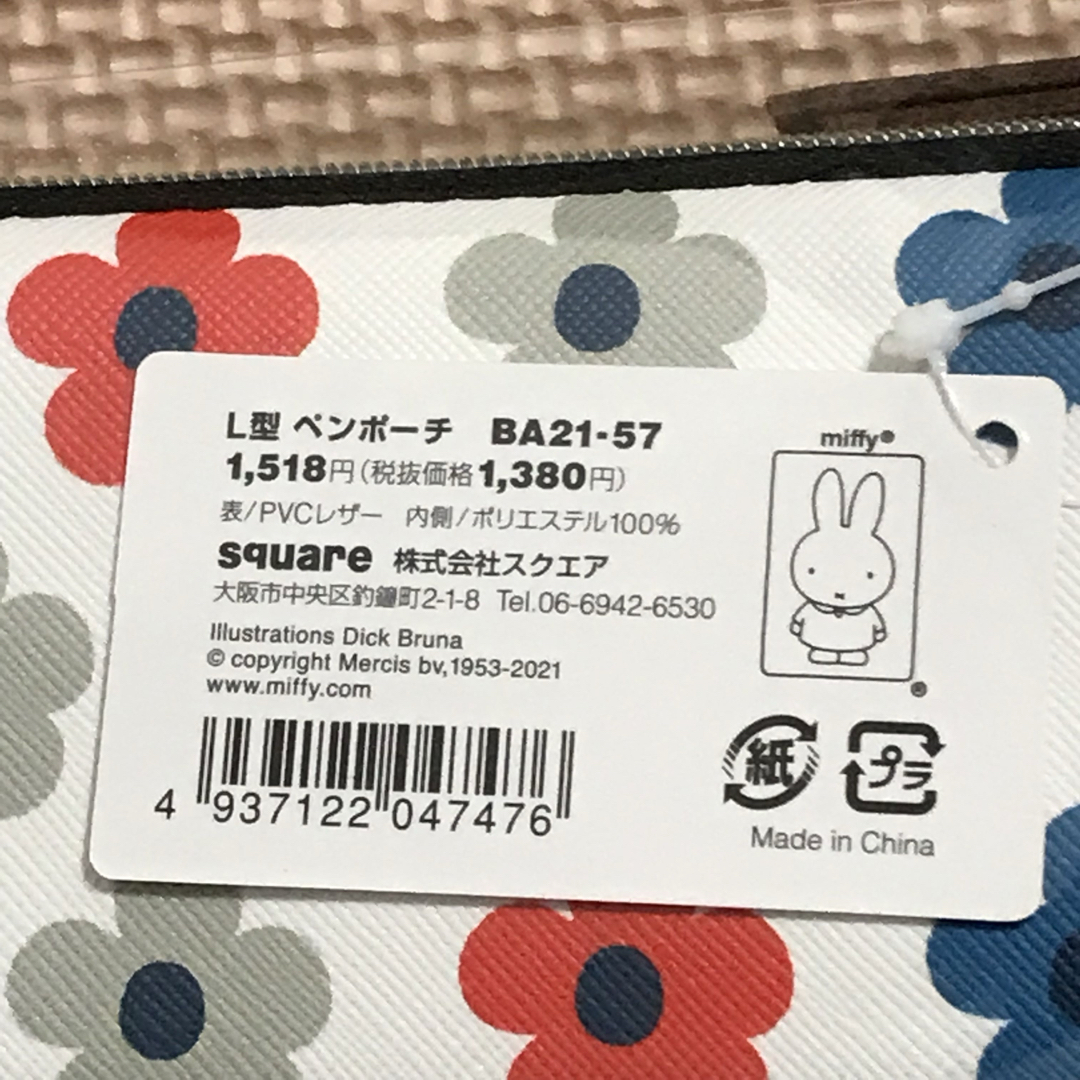 L型 ペンポーチ BA21-57
1,518円(税抜価格1,380円)
表/PVCレザー 内側/ポリエステル100%
square 株式会社スクエア
大阪市中央区釣鐘町2-1-8 Tel.06-6942-6530
Illustrations Dick Bruna
© copyright Mercis bv,1953-2021
www.miffy.com
4 937122 047476
miffy®
®
紙
プラ
Made in China